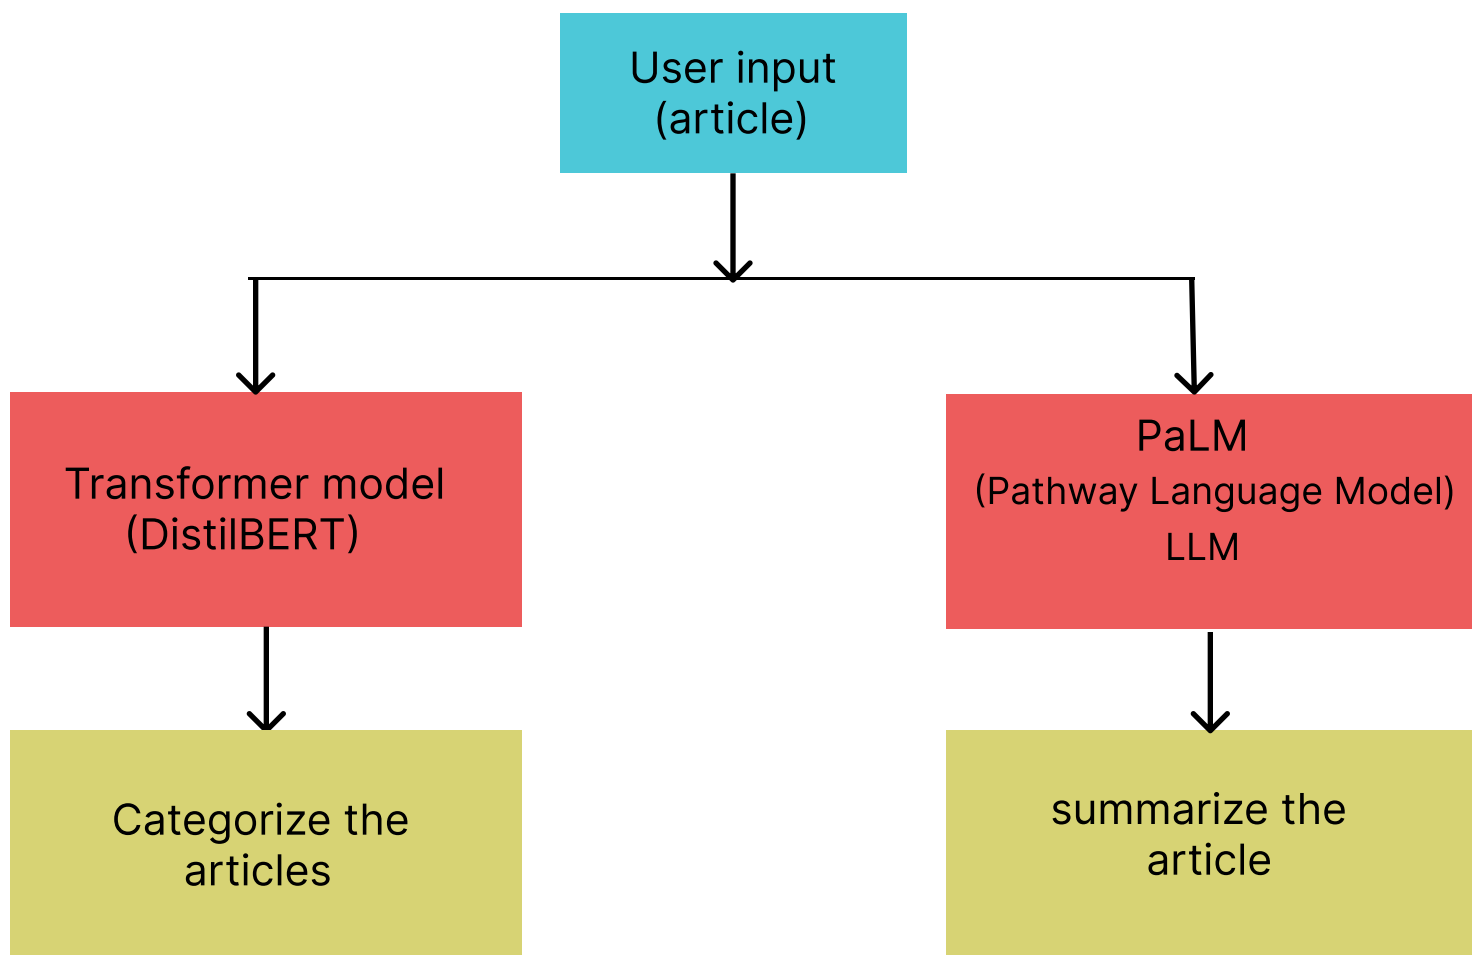 User input
(article)
Transformer model
(DistilBERT)
PaLM
(Pathway Language Model)
LLM
Categorize the
articles
summarize the
article